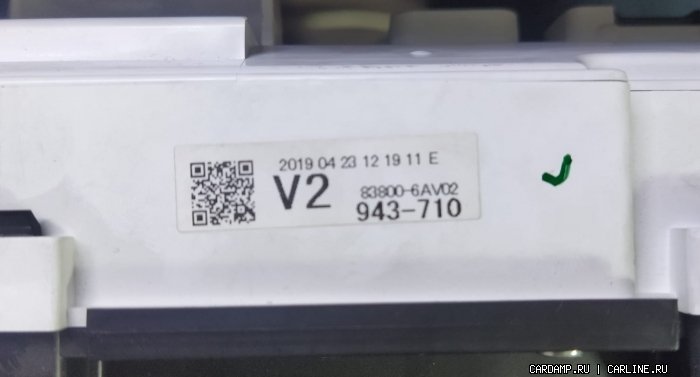 2019 04 23 12 19 11 E
V2 83800-6AV02
943-710
CARDAMP.RU | CARLINE.RU